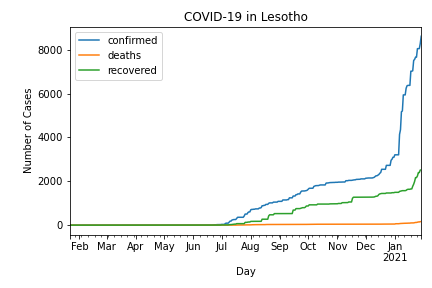 COVID-19 in Lesotho
confirmed
deaths
recovered
Number of Cases
8000
6000
4000
2000
0
Feb Mar Apr May Jun Jul Aug Sep Oct Nov Dec Jan
2021
Day